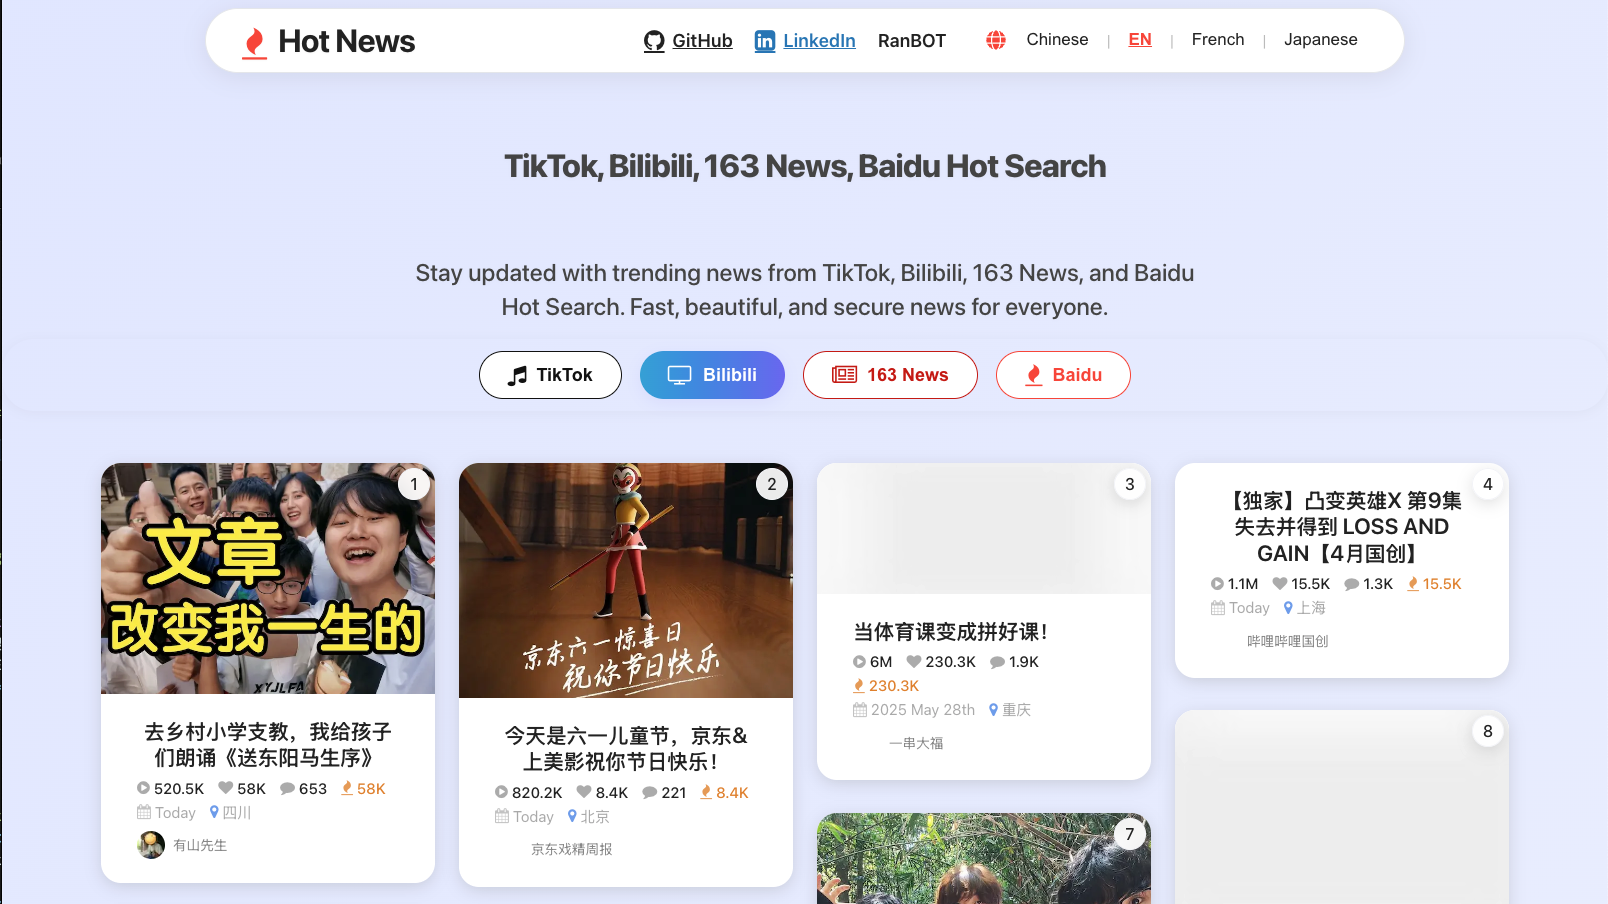 Hot News
GitHub
LinkedIn
RanBOT
Chinese | EN | French | Japanese
TikTok, Bilibili, 163 News, Baidu Hot Search
Stay updated with trending news from TikTok, Bilibili, 163 News, and Baidu
Hot Search. Fast, beautiful, and secure news for everyone.
TikTok
Bilibili
163 News
Baidu
1
文章
改变我一生的
XYJLFA
去乡村小学支教，我给孩子
们朗诵《送东阳马生序》
520.5K 58K 653 58K
Today 四川
有山先生
2
京东六一惊喜日
祝你节日快乐
今天是六一儿童节，京东&
上美影祝你节日快乐！
820.2K 8.4K 221 8.4K
Today 北京
京东戏精周报
3
当体育课变成拼好课！
6M 230.3K 1.9K
230.3K
2025 May 28th 重庆
一串大福
4
【独家】凸变英雄X 第9集
失去并得到 LOSS AND
GAIN【4月国创】
1.1M 15.5K 1.3K 15.5K
Today 上海
哔哩哔哩国创
7
8